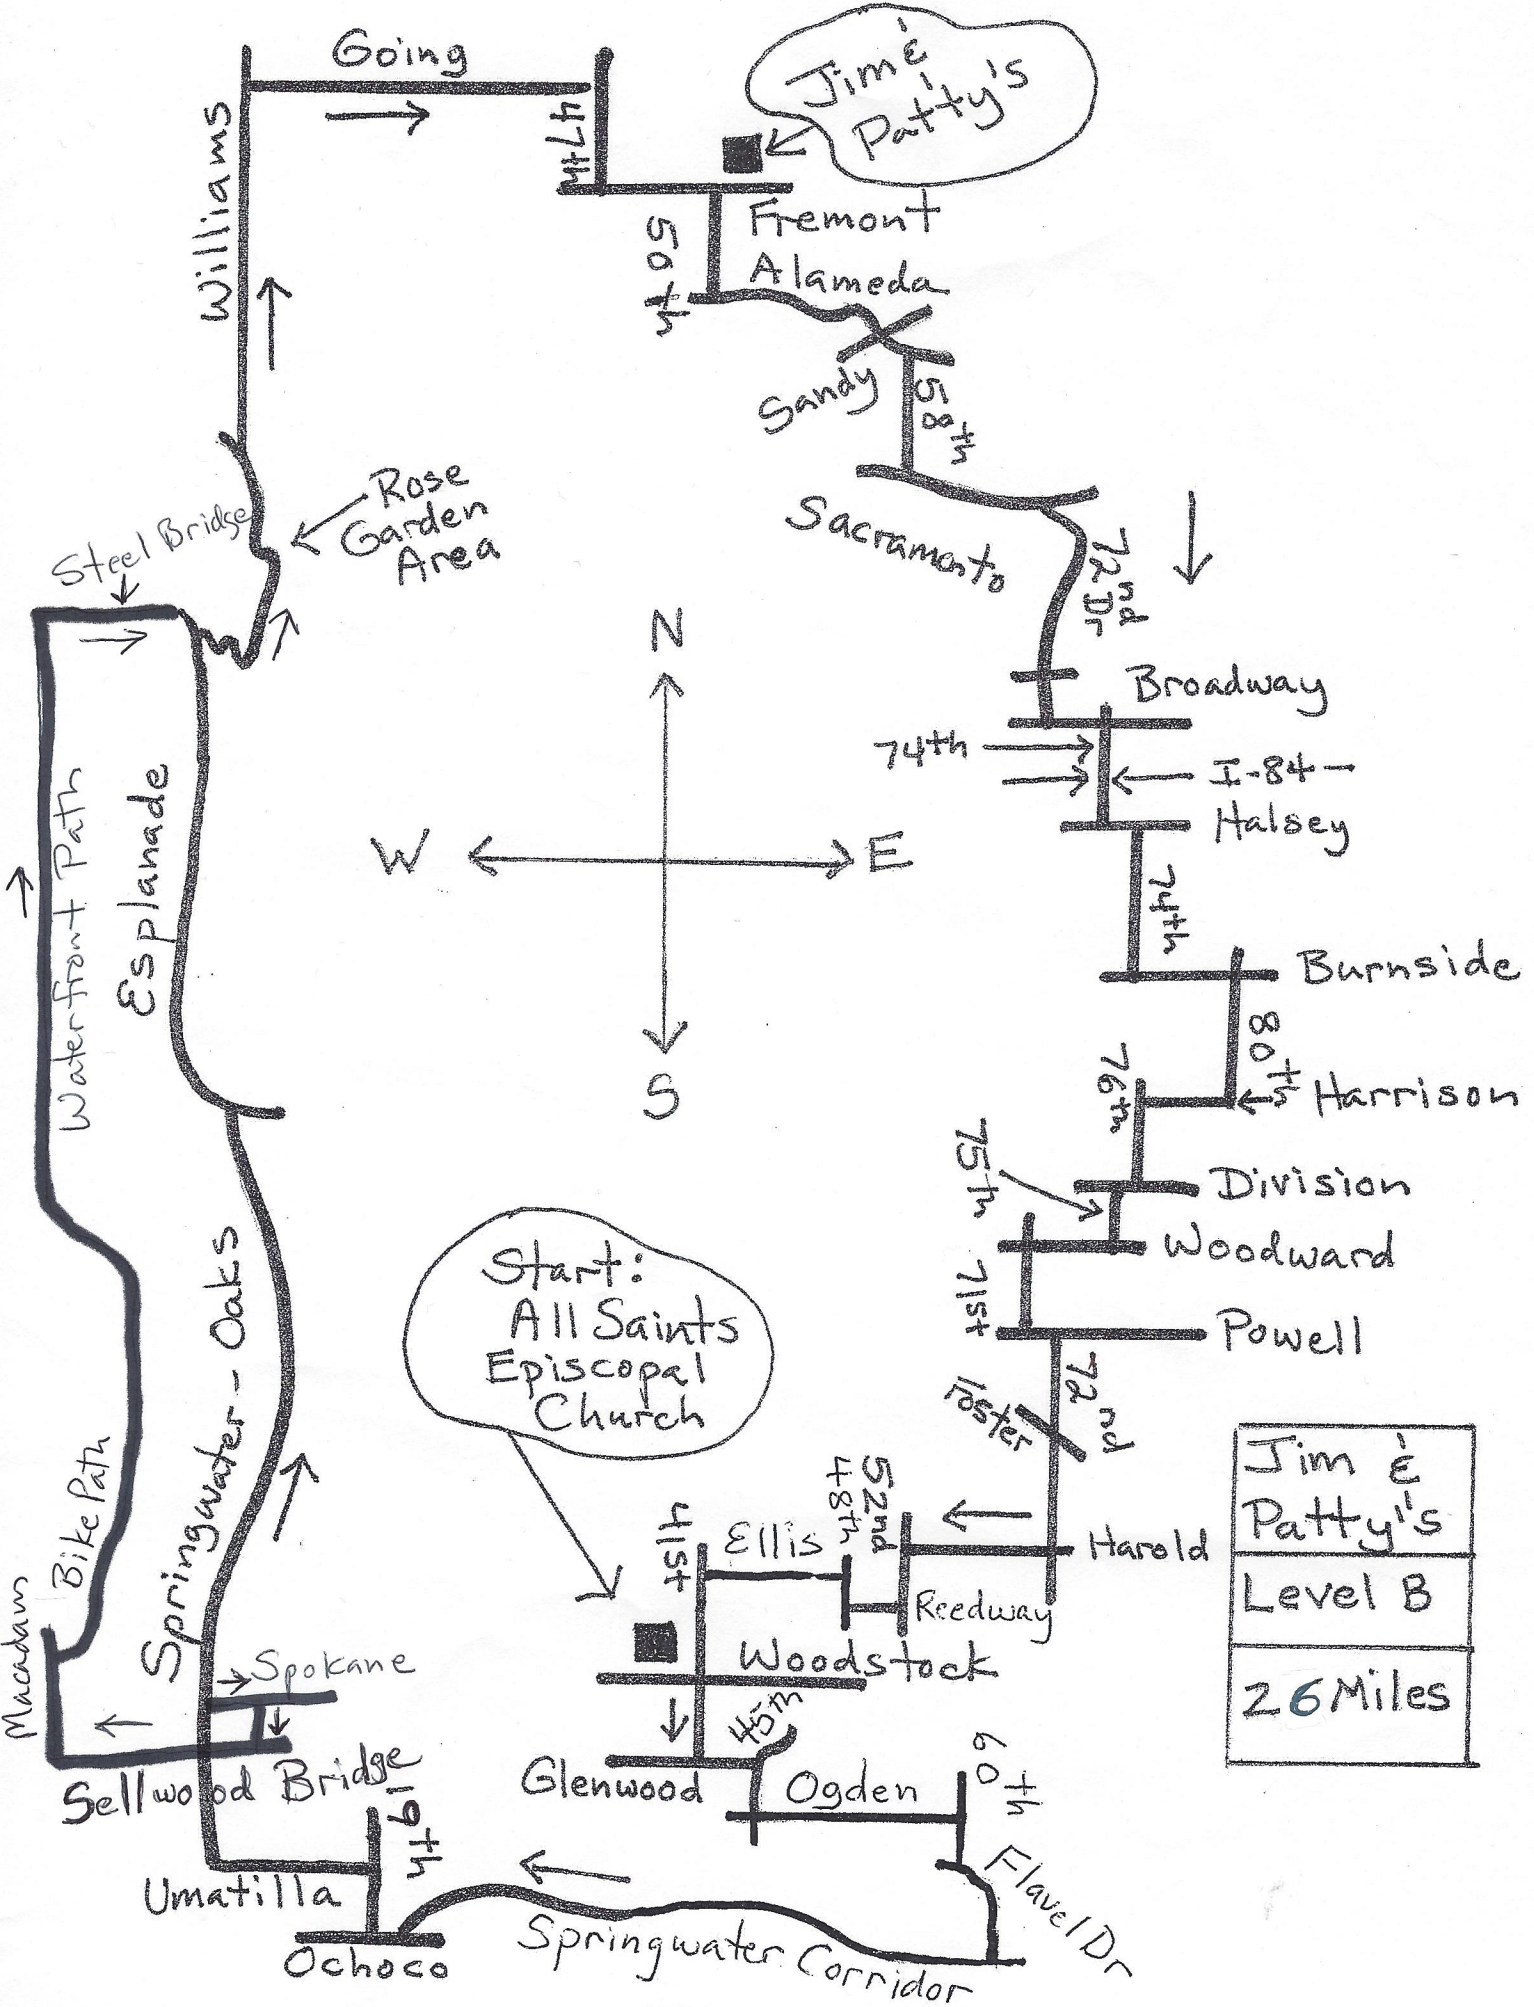 Going
Williams
47th
Jim &
Patty's
Fremont
50th
Alameda
Sandy
58th
Sacramento
72nd Dr
Rose
Garden
Area
Steel Bridge
N
W
E
S
Broadway
74th
I-84
Halsey
74th
Burnside
80th
Harrison
76th
Division
75th
Woodward
71st
Powell
72nd
Foster
Harold
52nd
48th
Reedway
Ellis
41st
Woodstock
Start:
All Saints
Episcopal
Church
Waterfront Path
Esplanade
Springwater - Oaks
Bike Path
Macadam
Spokane
Sellwood Bridge
19th
Umatilla
Ochoco
Glenwood
45th
Ogden
60th
Flavel Dr
Springwater Corridor
Jim &
Patty's
Level B
26 Miles